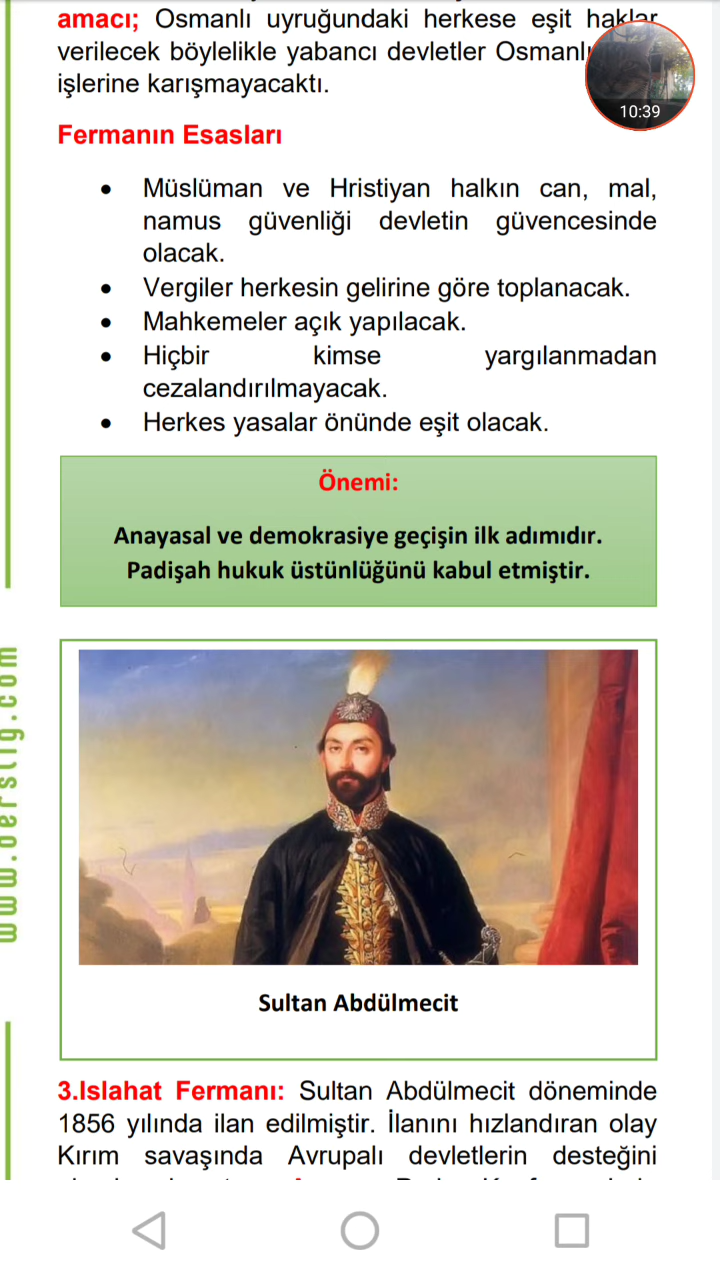 amacı; Osmanlı uyruğundaki herkese eşit haklar
verilecek böylelikle yabancı devletler Osmanlı
işlerine karışmayacaktı.
10:39
Fermanın Esasları
• Müslüman ve Hristiyan halkın can, mal,
namus güvenliği devletin güvencesinde
olacak.
• Vergiler herkesin gelirine göre toplanacak.
• Mahkemeler açık yapılacak.
• Hiçbir kimse yargılanmadan
cezalandırılmayacak.
• Herkes yasalar önünde eşit olacak.
Önemi:
Anayasal ve demokrasiye geçişin ilk adımıdır.
Padişah hukuk üstünlüğünü kabul etmiştir.
www.derslig.com
Sultan Abdülmecit
3.Islahat Fermanı: Sultan Abdülmecit döneminde
1856 yılında ilan edilmiştir. İlanını hızlandıran olay
Kırım savaşında Avrupalı devletlerin desteğini